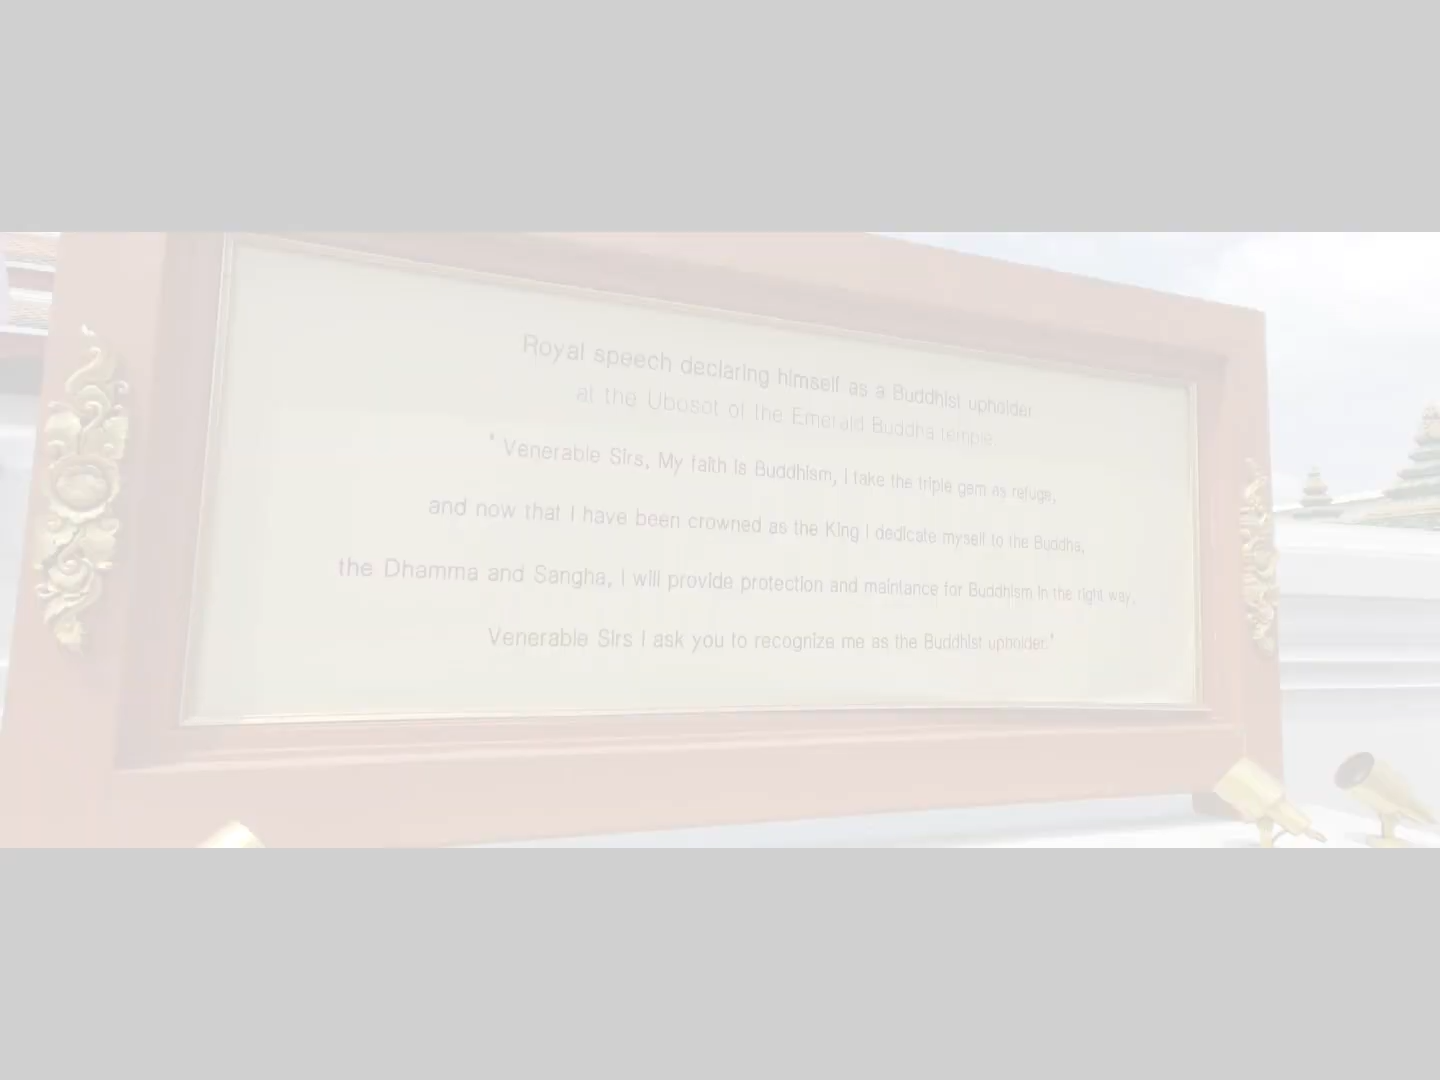 Royal speech declaring himself as a Buddhist upholder
at the Ubosot of the Emerald Buddha temple.
" Venerable Sirs, My faith is Buddhism, I take the triple gem as refuge,
and now that I have been crowned as the King I dedicate myself to the Buddha,
the Dhamma and Sangha, I will provide protection and maintance for Buddhism in the right way,
Venerable Sirs I ask you to recognize me as the Buddhist upholder."